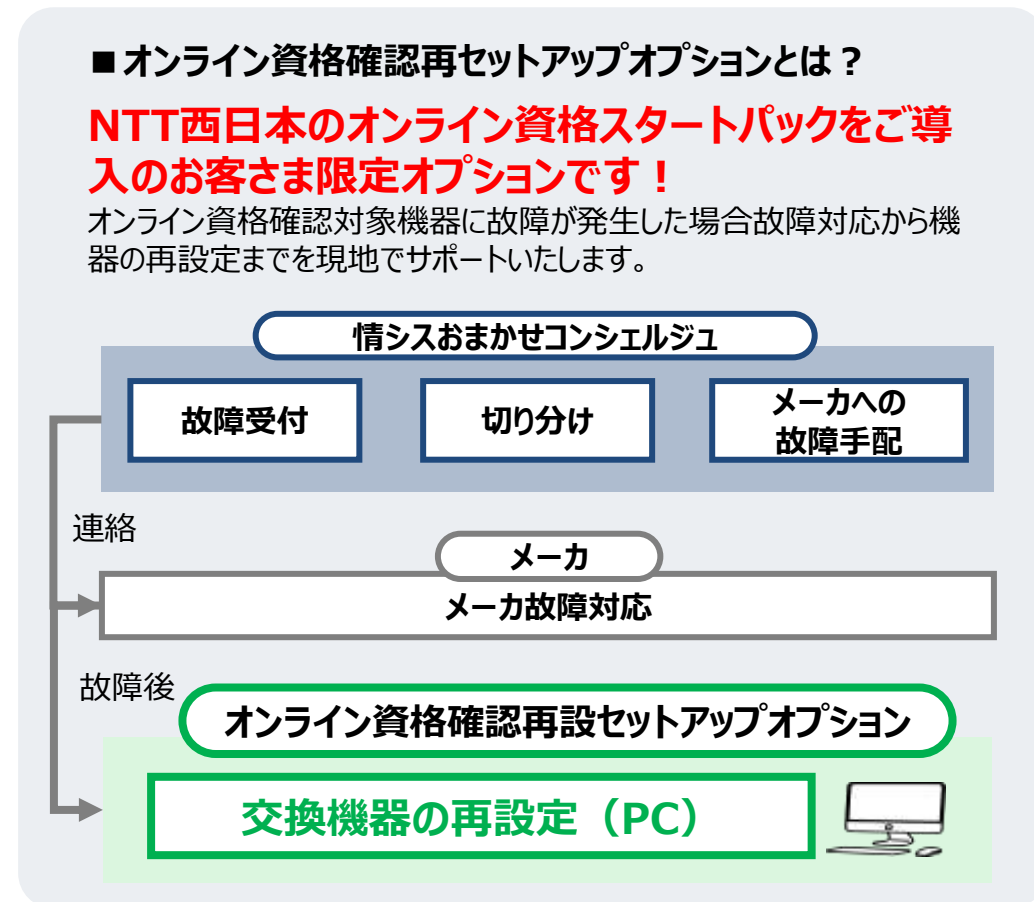 ■オンライン資格確認再セットアップオプションとは？
NTT西日本のオンライン資格スタートパックをご導
入のお客さま限定オプションです！
オンライン資格確認対象機器に故障が発生した場合故障対応から機
器の再設定までを現地でサポートいたします。
情シスおまかせコンシェルジュ
故障受付
切り分け
メーカへの
故障手配
連絡
メーカ
メーカ故障対応
故障後
オンライン資格確認再設セットアップオプション
交換機器の再設定（PC）